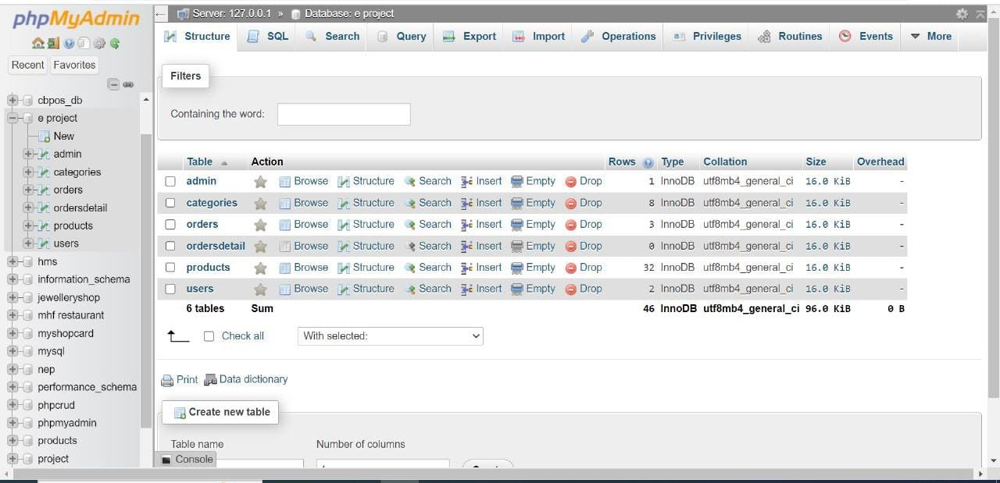 phpMyAdmin
Recent Favorites
cbpos_db
e project
New
admin
categories
orders
ordersdetail
products
users
hms
information_schema
jewelleryshop
mhf restaurant
myshopcard
mysql
nep
performance_schema
phpcrud
phpmyadmin
products
project
Server: 127.0.0.1 » Database: e project
Structure SQL Search Query Export Import Operations Privileges Routines Events More
Filters
Containing the word:
Table Action Rows Type Collation Size Overhead
admin Browse Structure Search Insert Empty Drop 1 InnoDB utf8mb4_general_ci 16.0 KiB -
categories Browse Structure Search Insert Empty Drop 8 InnoDB utf8mb4_general_ci 16.0 KiB -
orders Browse Structure Search Insert Empty Drop 3 InnoDB utf8mb4_general_ci 16.0 KiB -
ordersdetail Browse Structure Search Insert Empty Drop 0 InnoDB utf8mb4_general_ci 16.0 KiB -
products Browse Structure Search Insert Empty Drop 32 InnoDB utf8mb4_general_ci 16.0 KiB -
users Browse Structure Search Insert Empty Drop 2 InnoDB utf8mb4_general_ci 16.0 KiB -
6 tables Sum 46 InnoDB utf8mb4_general_ci 96.0 KiB 0 B
Check all With selected:
Print Data dictionary
Create new table
Table name Number of columns
Console